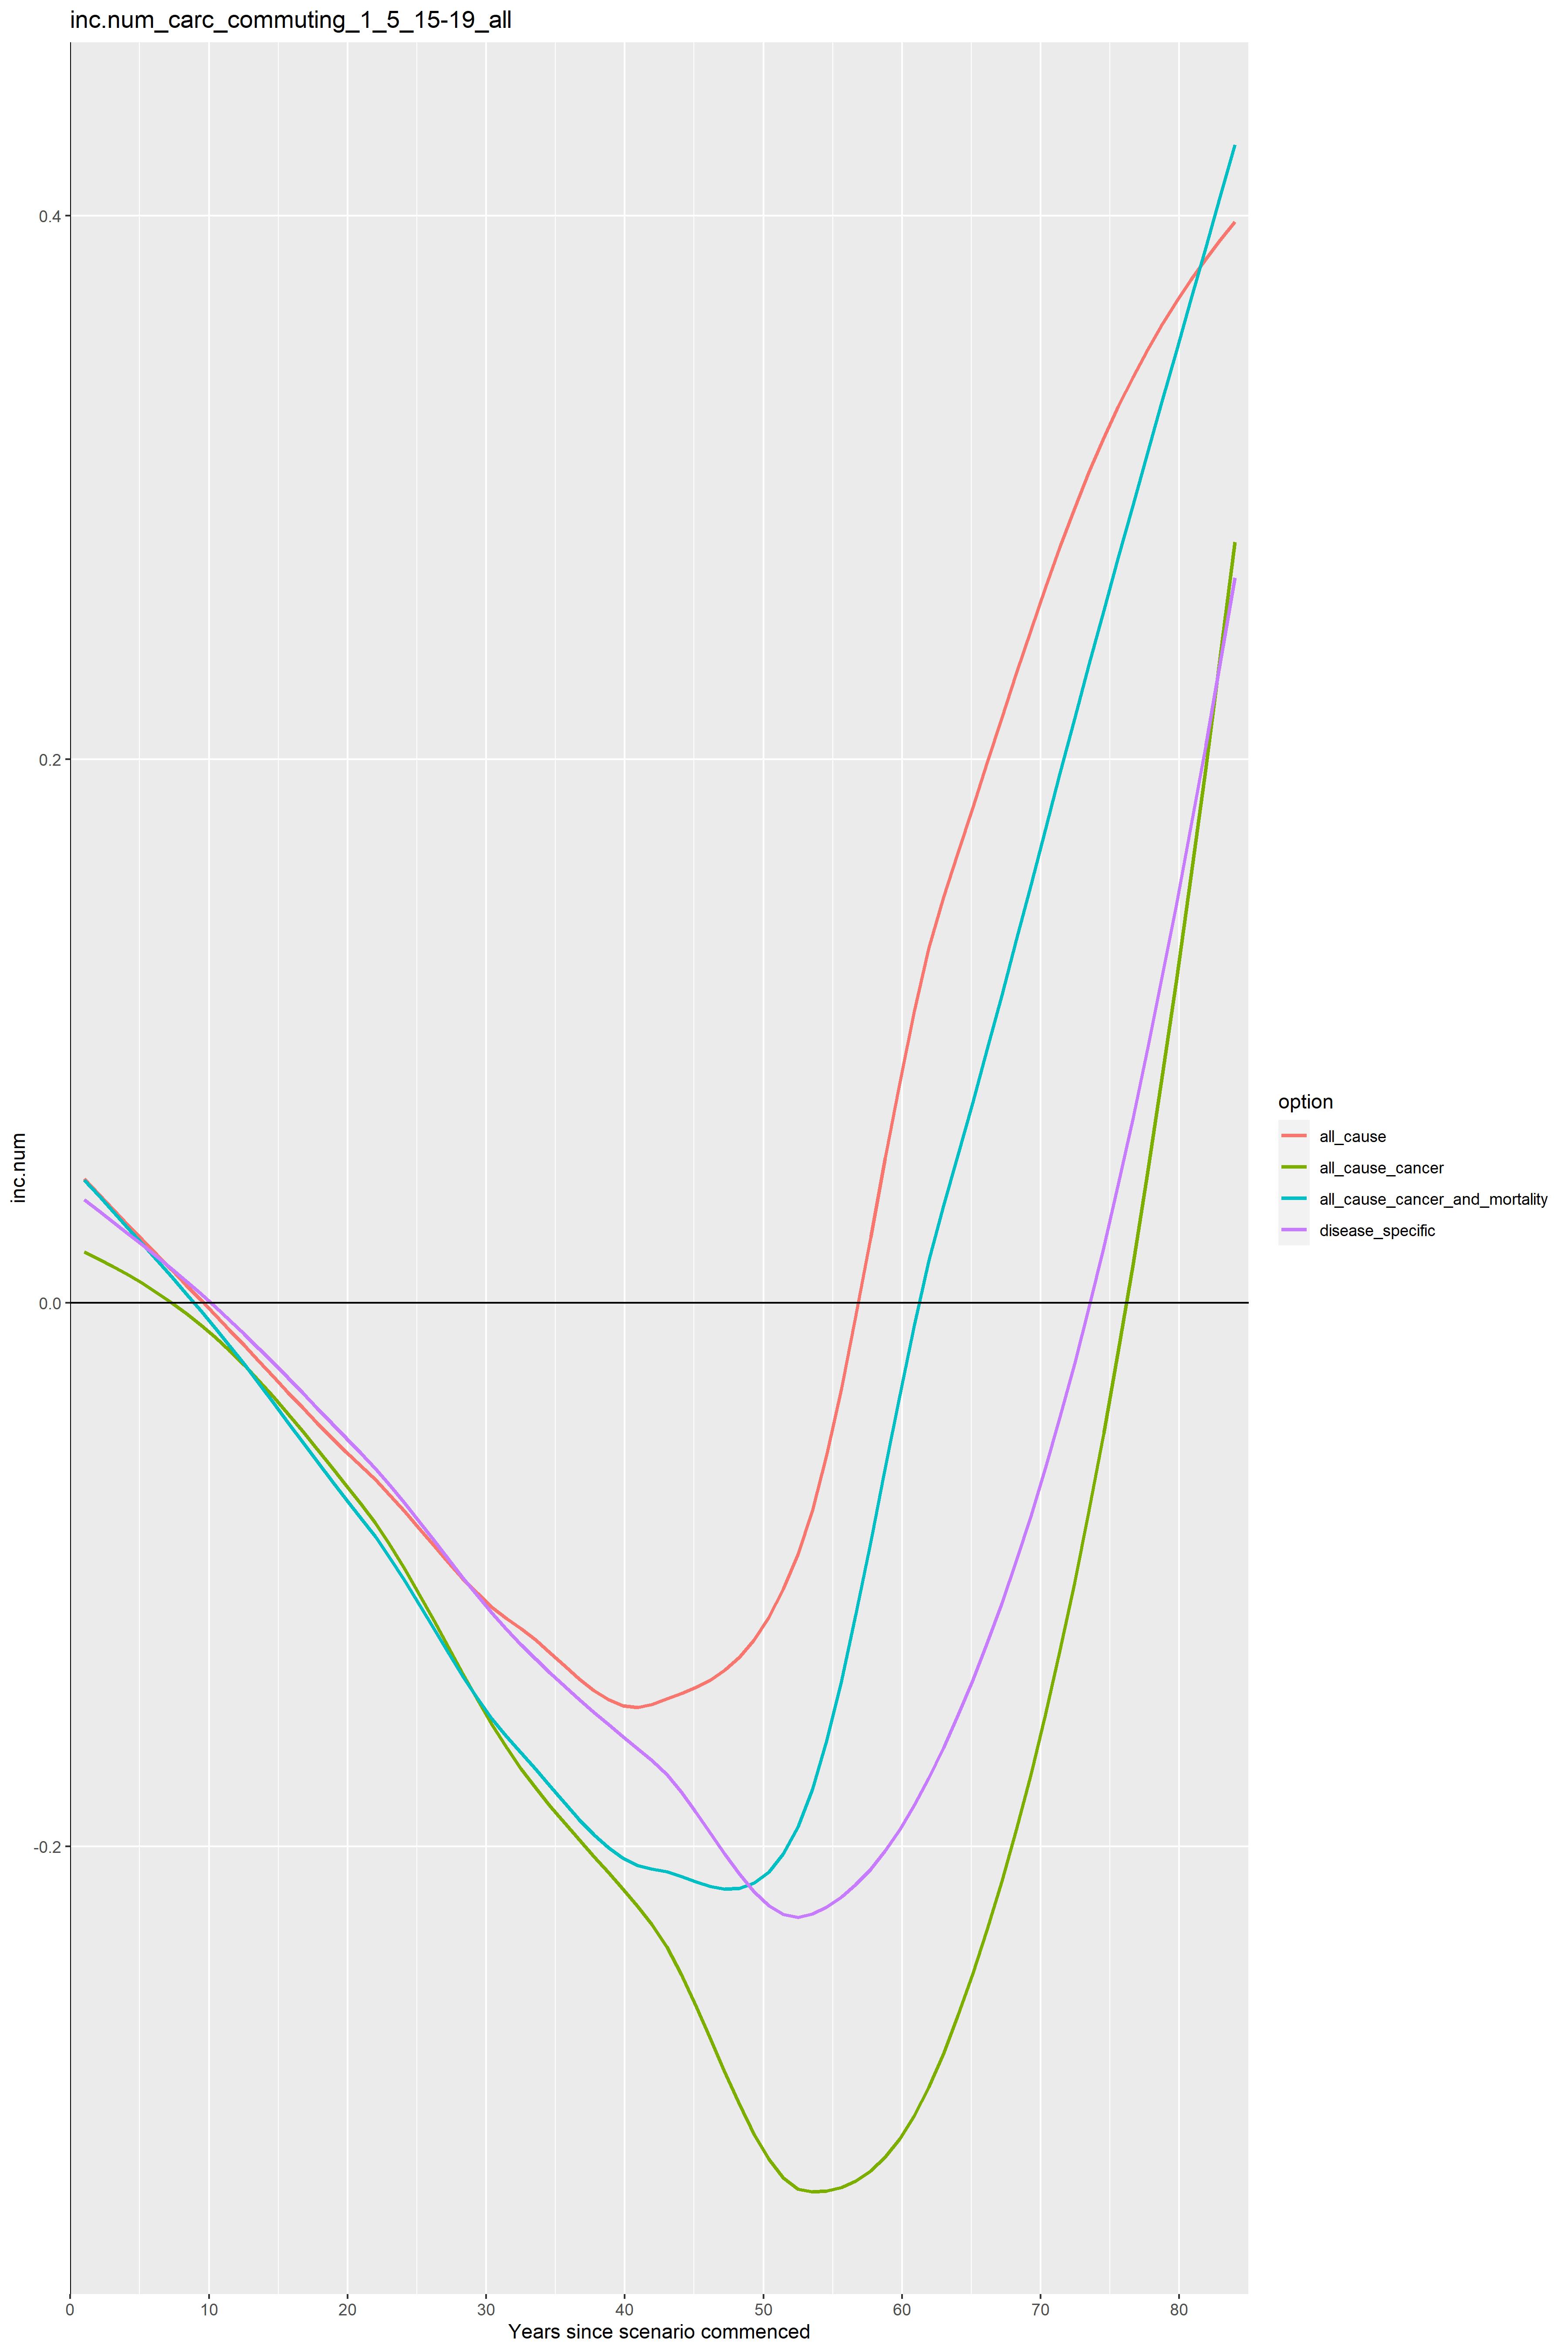 inc.num_carc_commuting_1_5_15-19_all
0.4
0.2
0.0
-0.2
inc.num
0 10 20 30 40 50 60 70 80
Years since scenario commenced
option
all_cause
all_cause_cancer
all_cause_cancer_and_mortality
disease_specific